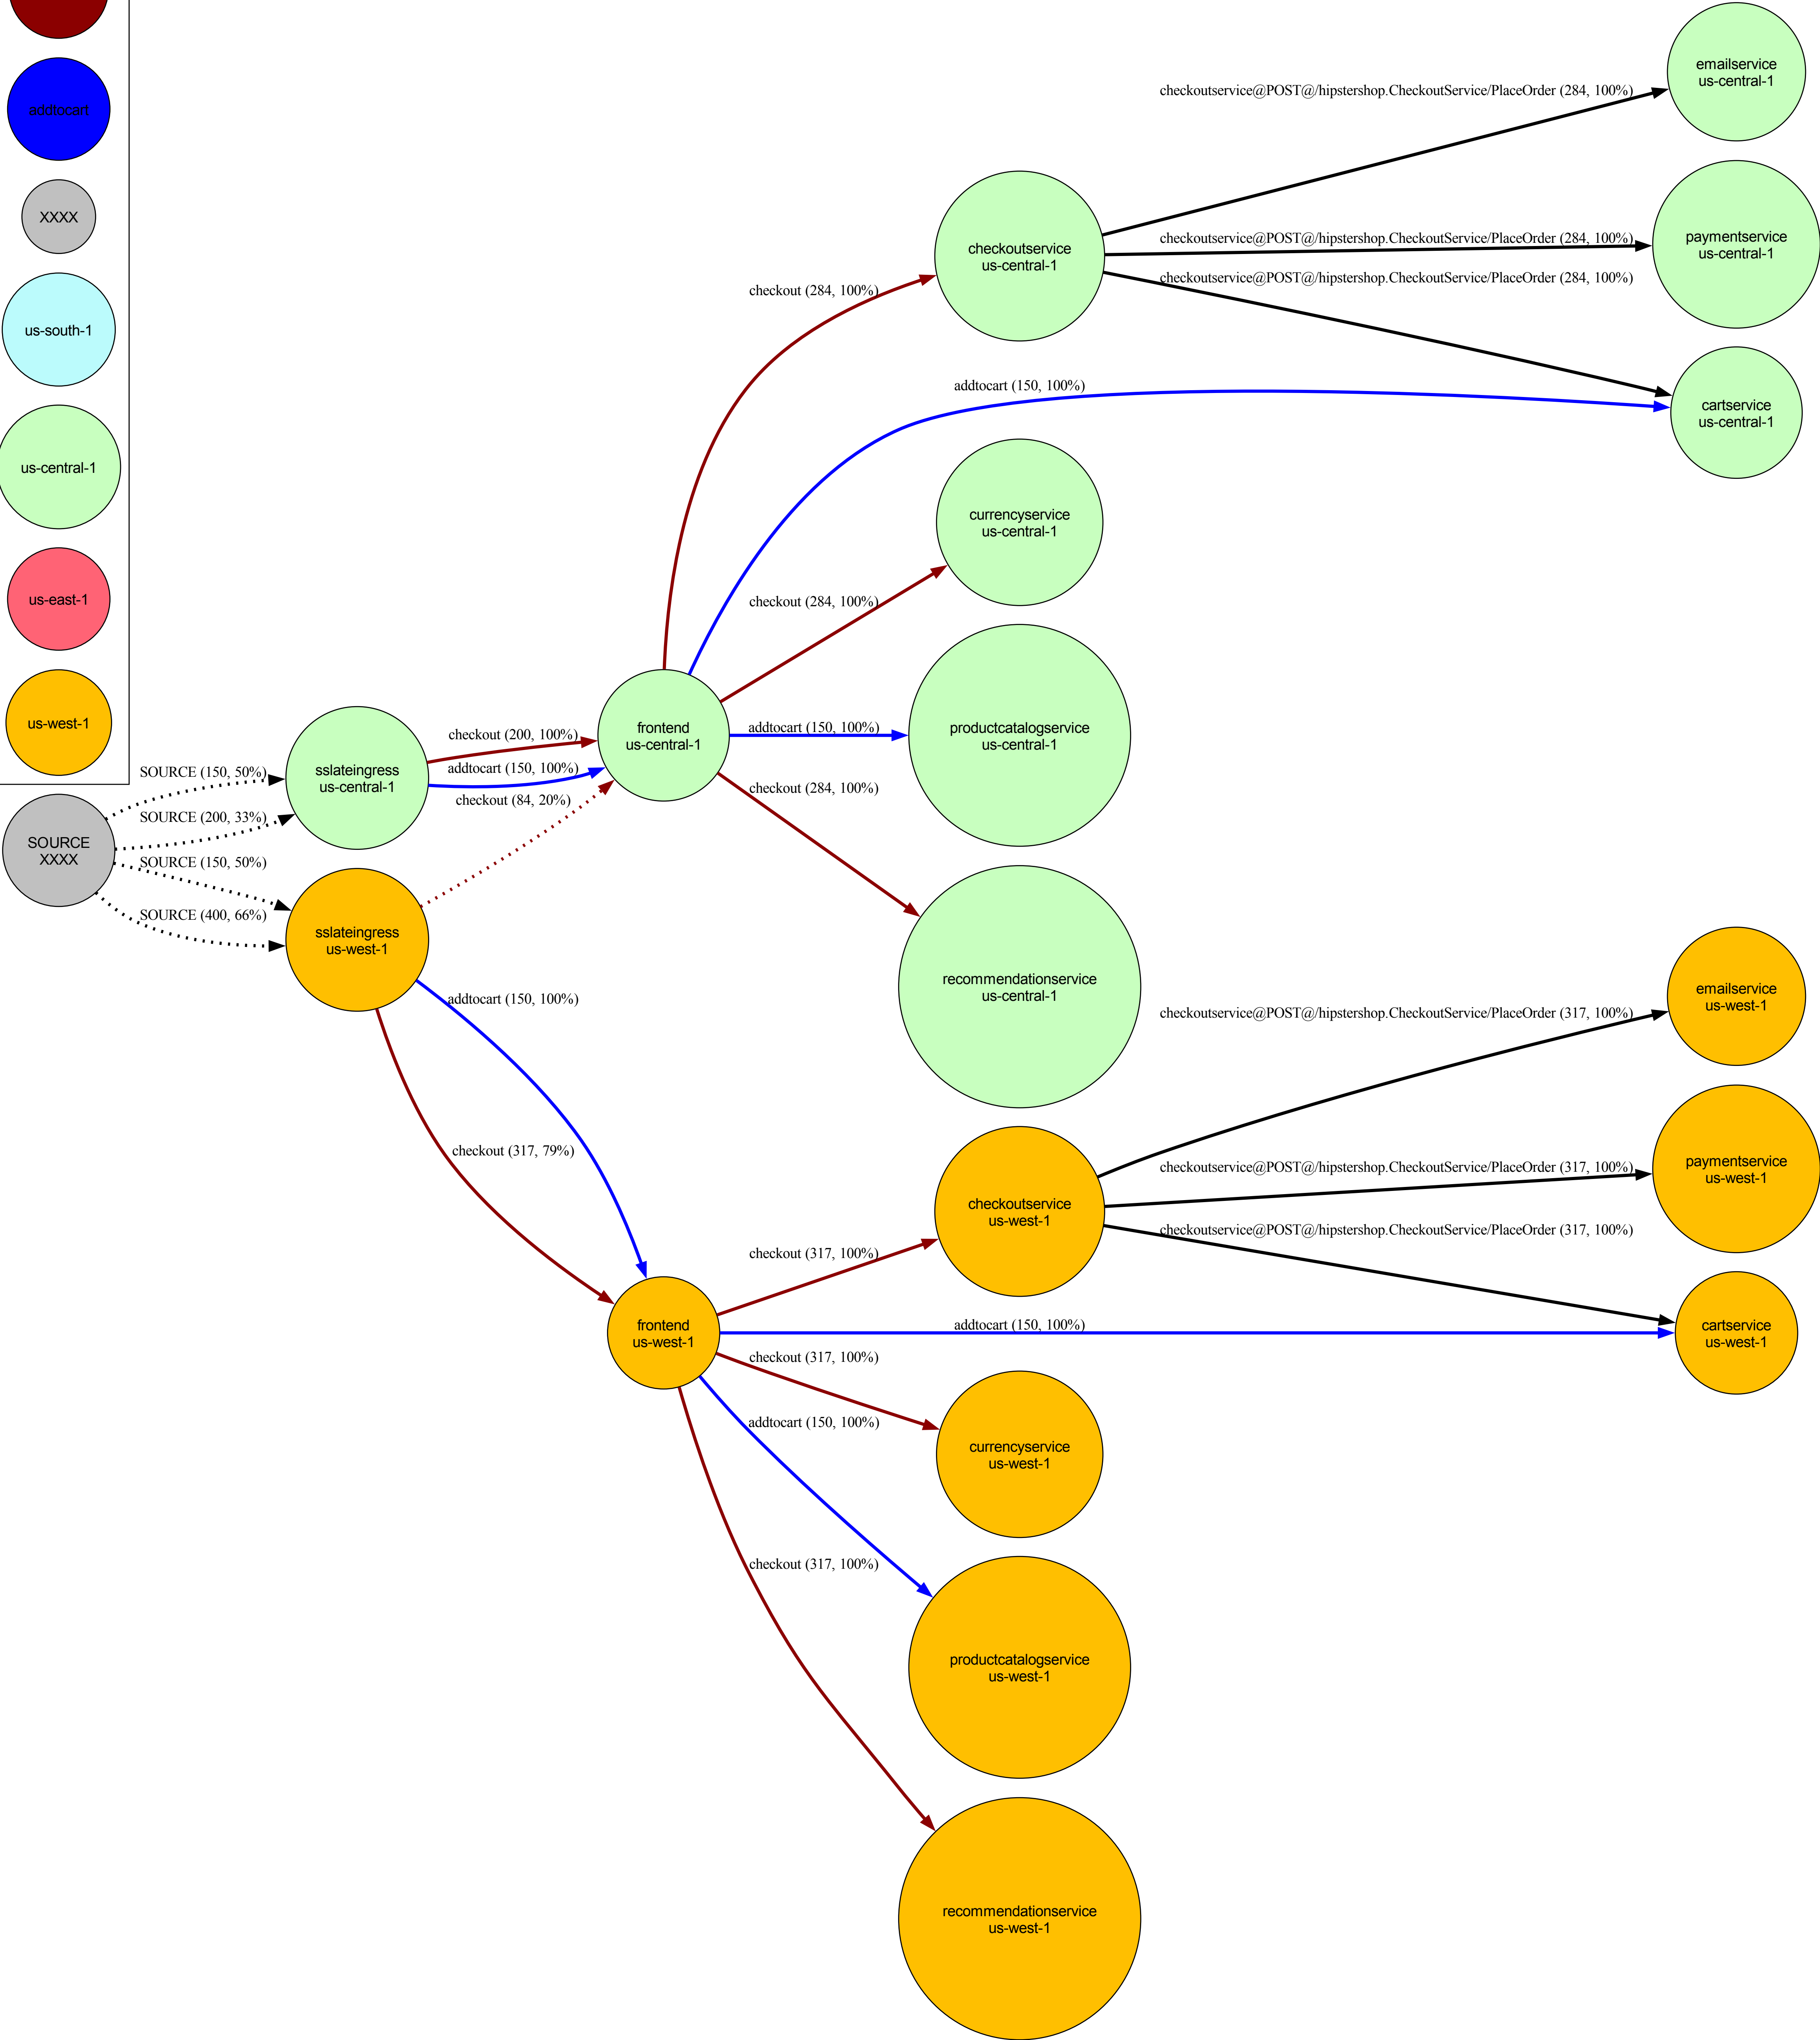 addtocart
XXXX
us-south-1
us-central-1
us-east-1
us-west-1
SOURCE
XXXX
SOURCE (150, 50%)
SOURCE (200, 33%)
SOURCE (150, 50%)
SOURCE (400, 66%)
sslateingress
us-central-1
sslateingress
us-west-1
checkout (200, 100%)
addtocart (150, 100%)
checkout (84, 20%)
addtocart (150, 100%)
checkout (317, 79%)
frontend
us-central-1
checkout (284, 100%)
addtocart (150, 100%)
checkout (284, 100%)
addtocart (150, 100%)
checkout (284, 100%)
checkoutservice
us-central-1
currencyservice
us-central-1
productcatalogservice
us-central-1
recommendationservice
us-central-1
checkoutservice@POST@/hipstershop.CheckoutService/PlaceOrder (284, 100%)
checkoutservice@POST@/hipstershop.CheckoutService/PlaceOrder (284, 100%)
checkoutservice@POST@/hipstershop.CheckoutService/PlaceOrder (284, 100%)
emailservice
us-central-1
paymentservice
us-central-1
cartservice
us-central-1
frontend
us-west-1
checkout (317, 100%)
addtocart (150, 100%)
checkout (317, 100%)
addtocart (150, 100%)
checkout (317, 100%)
checkoutservice
us-west-1
currencyservice
us-west-1
productcatalogservice
us-west-1
recommendationservice
us-west-1
checkoutservice@POST@/hipstershop.CheckoutService/PlaceOrder (317, 100%)
checkoutservice@POST@/hipstershop.CheckoutService/PlaceOrder (317, 100%)
checkoutservice@POST@/hipstershop.CheckoutService/PlaceOrder (317, 100%)
emailservice
us-west-1
paymentservice
us-west-1
cartservice
us-west-1